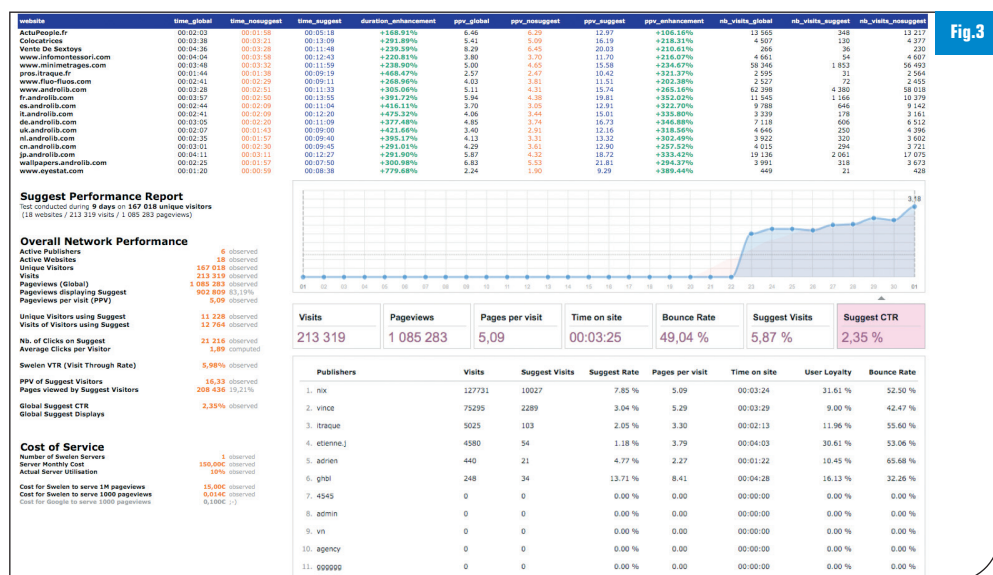 Fig.3
website time_global time_nosuggest time_suggest duration_enhancement ppv_global ppv_nosuggest ppv_suggest ppv_enhancement nb_visits_global nb_visits_suggest nb_visits_nosuggest
ActuPeople.fr 00:02:03 00:01:58 00:05:18 +168.91% 6.46 6.29 12.97 +106.16% 13 565 348 13 217
Colocatrices 00:03:38 00:03:21 00:13:09 +291.89% 5.41 5.09 16.19 +218.31% 4 507 130 4 377
Vente De Sextoys 00:04:36 00:03:28 00:11:48 +239.59% 8.29 6.45 20.03 +210.61% 266 36 230
www.infomontessori.com 00:04:04 00:03:58 00:12:43 +220.81% 3.80 3.70 11.70 +216.07% 4 661 54 4 607
www.minimetrages.com 00:03:48 00:03:32 00:11:59 +238.90% 5.00 4.65 15.58 +234.67% 58 346 1 853 56 493
pros.itraque.fr 00:01:44 00:01:38 00:09:19 +468.47% 2.57 2.47 10.42 +321.37% 2 595 31 2 564
www.fluo-fluos.com 00:02:41 00:02:29 00:09:11 +268.96% 4.03 3.81 11.51 +202.38% 2 527 72 2 455
www.androlib.com 00:03:28 00:02:51 00:11:33 +305.06% 5.11 4.31 15.74 +265.16% 62 398 4 380 58 018
fr.androlib.com 00:03:57 00:02:50 00:13:55 +391.72% 5.94 4.38 19.81 +352.02% 11 545 1 166 10 379
es.androlib.com 00:02:44 00:02:09 00:11:04 +416.11% 3.70 3.05 12.91 +322.70% 9 788 646 9 142
it.androlib.com 00:02:41 00:02:09 00:12:20 +475.32% 4.06 3.44 15.01 +335.80% 3 339 178 3 161
de.androlib.com 00:03:05 00:02:20 00:11:09 +377.48% 4.85 3.74 16.73 +346.88% 7 118 606 6 512
uk.androlib.com 00:02:07 00:01:43 00:09:00 +421.66% 3.40 2.91 12.16 +318.56% 4 646 250 4 396
nl.androlib.com 00:02:35 00:01:57 00:09:40 +395.17% 4.13 3.31 13.32 +302.49% 3 922 320 3 602
cn.androlib.com 00:03:01 00:02:30 00:09:45 +291.01% 4.29 3.61 12.90 +257.52% 4 015 294 3 721
jp.androlib.com 00:04:11 00:03:11 00:12:27 +291.90% 5.87 4.32 18.72 +333.42% 19 136 2 061 17 075
wallpapers.androlib.com 00:02:25 00:01:57 00:07:50 +300.98% 6.83 5.53 21.81 +294.37% 3 991 318 3 673
www.eyestat.com 00:01:20 00:00:59 00:08:38 +779.68% 2.24 1.90 9.29 +389.44% 449 21 428
Suggest Performance Report
Test conducted during 9 days on 167 018 unique visitors
(18 websites / 213 319 visits / 1 085 283 pageviews)
Overall Network Performance
Active Publishers 6 observed
Active Websites 18 observed
Unique Visitors 167 018 observed
Visits 213 319 observed
Pageviews (Global) 1 085 283 observed
Pageviews displaying Suggest 902 809 83,19%
Pageviews per visit (PPV) 5,09 observed
Unique Visitors using Suggest 11 228 observed
Visits of Visitors using Suggest 12 764 observed
Nb. of Clicks on Suggest 21 216 observed
Average Clicks per Visitor 1,89 computed
Swelen VTR (Visit Through Rate) 5,98% observed
PPV of Suggest Visitors 16,33 observed
Pages viewed by Suggest Visitors 208 436 19,21%
Global Suggest CTR 2,35% observed
Global Suggest Displays
Cost of Service
Number of Swelen Servers 1 observed
Server Monthly Cost 150,00€ observed
Actual Server Utilisation 10% observed
Cost for Swelen to serve 1M pageviews 15,00€ observed
Cost for Swelen to serve 1000 pageviews 0,014€ observed
Cost for Google to serve 1000 pageviews 0,100€ ;-)
3,18
01 02 03 04 05 06 07 08 09 10 11 12 13 14 15 16 17 18 19 20 21 22 23 24 25 26 27 28 29 30 01
Visits Pageviews Pages per visit Time on site Bounce Rate Suggest Visits Suggest CTR
213 319 1 085 283 5,09 00:03:25 49,04 % 5,87 % 2,35 %
Publishers Visits Suggest Visits Suggest Rate Pages per visit Time on site User Loyalty Bounce Rate
1. nix 127731 10027 7.85 % 5.09 00:03:24 31.61 % 52.50 %
2. vince 75295 2289 3.04 % 5.29 00:03:29 9.00 % 42.47 %
3. itraque 5025 103 2.05 % 3.30 00:02:13 11.96 % 55.60 %
4. etienne.j 4580 54 1.18 % 3.79 00:04:03 30.61 % 53.06 %
5. adrien 440 21 4.77 % 2.27 00:01:22 10.45 % 65.68 %
6. ghbl 248 34 13.71 % 8.41 00:04:28 16.13 % 32.26 %
7. 4545 0 0 0.00 % 0.00 00:00:00 0.00 % 0.00 %
8. admin 0 0 0.00 % 0.00 00:00:00 0.00 % 0.00 %
9. vn 0 0 0.00 % 0.00 00:00:00 0.00 % 0.00 %
10. agency 0 0 0.00 % 0.00 00:00:00 0.00 % 0.00 %
11. gggggg 0 0 0.00 % 0.00 00:00:00 0.00 % 0.00 %